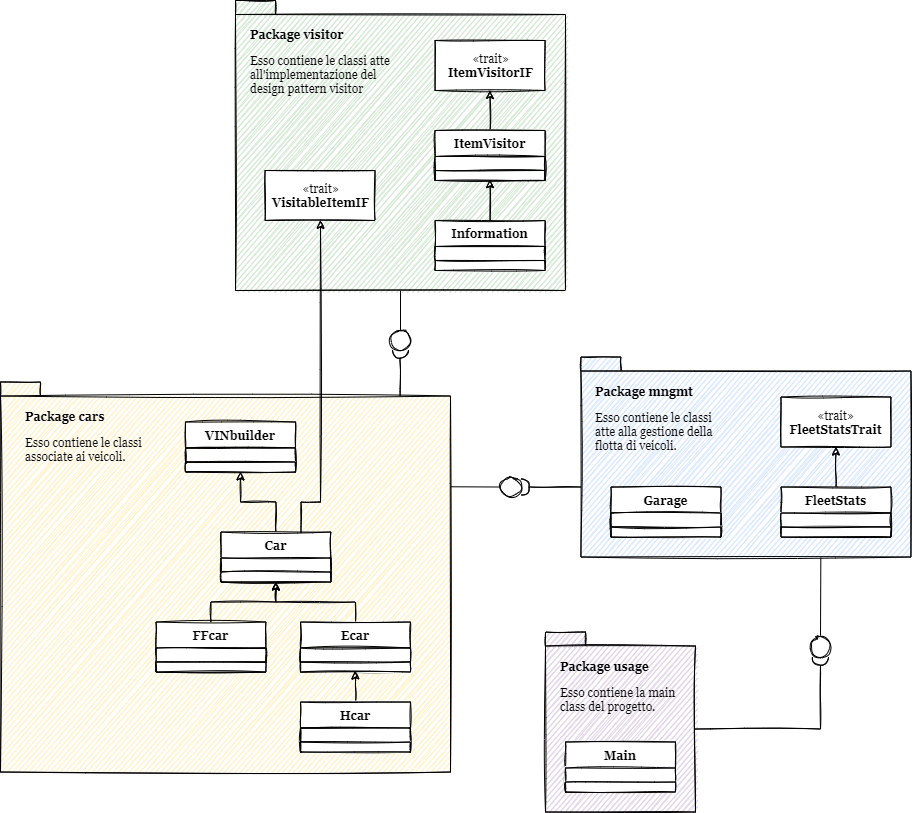 Package visitor
Esso contiene le classi atte
all'implementazione del
design pattern visitor
«trait»
ItemVisitorIF
ItemVisitor
«trait»
VisitableItemIF
Information
Package cars
Esso contiene le classi
associate ai veicoli.
VINbuilder
Car
FFcar
Ecar
Hcar
Package mngmt
Esso contiene le classi
atte alla gestione della
flotta di veicoli.
«trait»
FleetStatsTrait
Garage
FleetStats
Package usage
Esso contiene la main
class del progetto.
Main